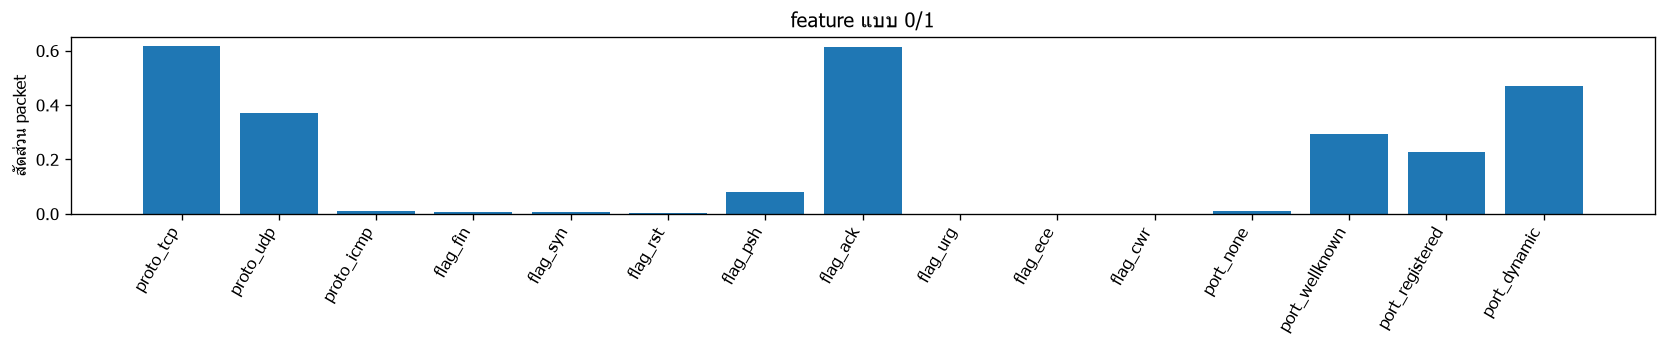 feature แบบ 0/1
สัดส่วน packet
0.6
0.4
0.2
0.0
proto_tcp
proto_udp
proto_icmp
flag_fin
flag_syn
flag_rst
flag_psh
flag_ack
flag_urg
flag_ece
flag_cwr
port_none
port_wellknown
port_registered
port_dynamic